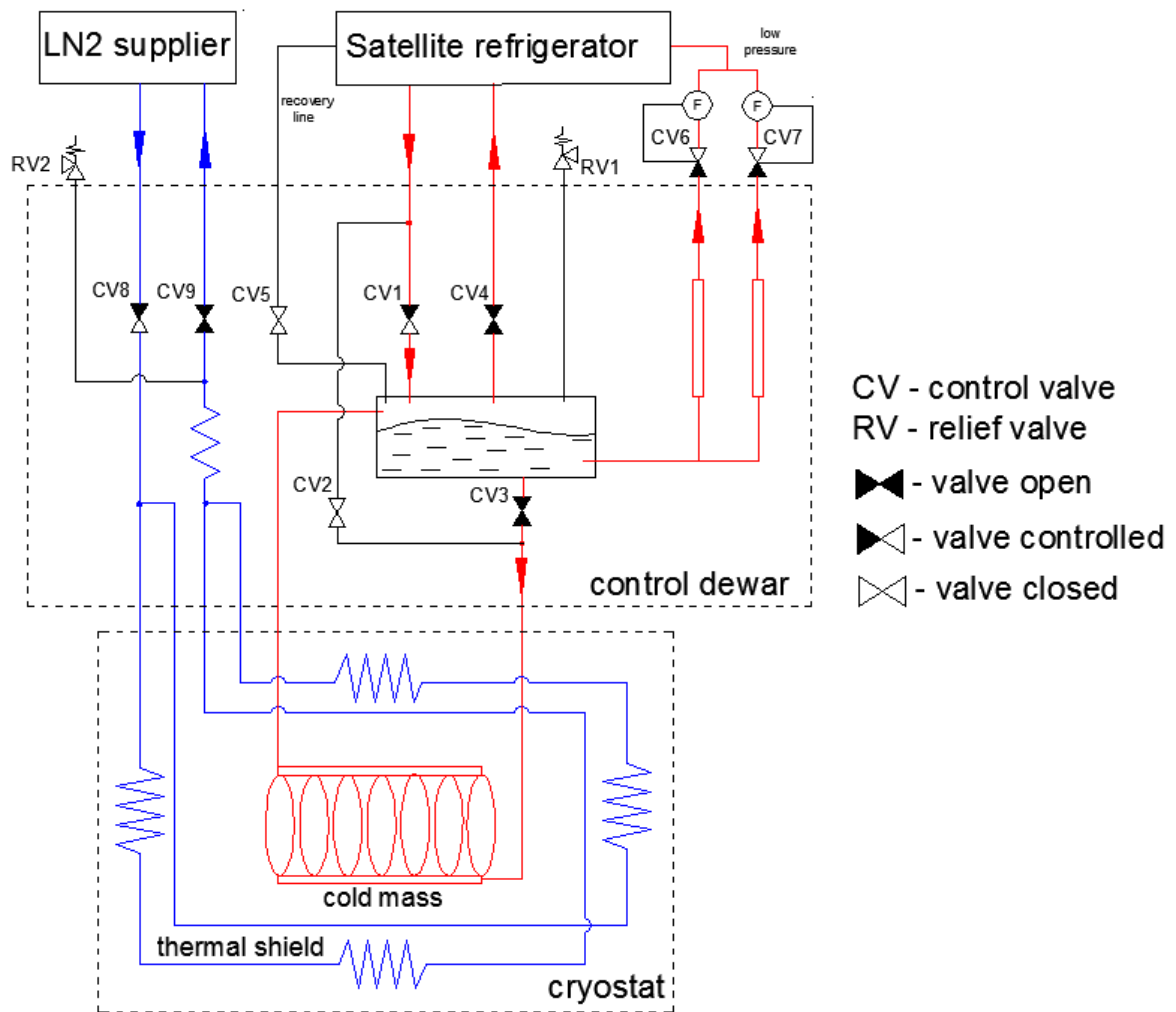 LN2 supplier
Satellite refrigerator
low
pressure
recovery
line
F
F
CV6
CV7
RV2
RV1
CV8
CV9
CV5
CV1
CV4
CV - control valve
RV - relief valve
CV2
CV3
- valve open
- valve controlled
control dewar
- valve closed
cold mass
thermal shield
cryostat